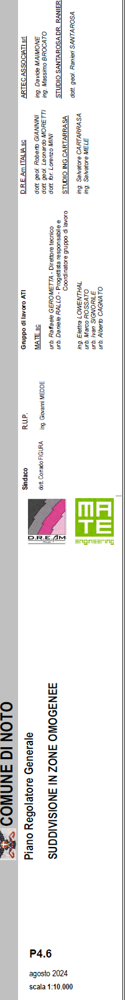 COMUNE DI NOTO
Piano Regolatore Generale
SUDDIVISIONE IN ZONE OMOGENEE
Sindaco
dott. Corrado FIGURA
R.U.P.
ing. Giovanni MEDDE
Gruppo di lavoro ATI
MATE sc
urb. Raffaele GEROMETTA - Direttore tecnico
urb. Daniele RALLO - Progettista responsabile e
Coordinatore gruppo di lavoro
ing. Elettra LOWENTHAL
urb. Marco ROSSATO
urb. Ivan SIGNORILE
urb. Alberto CAGNATO
D.R.E.Am ITALIA sc
dott. geol. Roberto GIANNINI
dott. geol. Leonardo MORETTI
dott. for. Lorenzo MINI
STUDIO ING.CARTARRASA
ing. Salvatore CARTARRASA
ing. Salvatore MELE
ARTEC ASSOCIATI srl
ing. Davide MAIMONE
ing. Massimo BROCATO
STUDIO SANTAROSA DR. RANIERI
dott. geol. Ranieri SANTAROSA
D.R.E.AM
ITALIA
MA
TE
engineering
P4.6
agosto 2024
scala 1:10.000